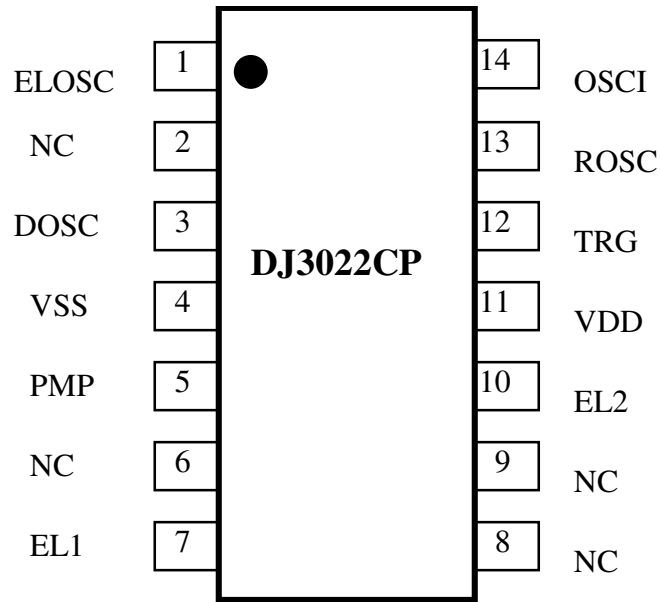 ELOSC 1 14 OSCI
NC 2 13 ROSC
DOSC 3 12 TRG
DJ3022CP
VSS 4 11 VDD
PMP 5 10 EL2
NC 6 9 NC
EL1 7 8 NC